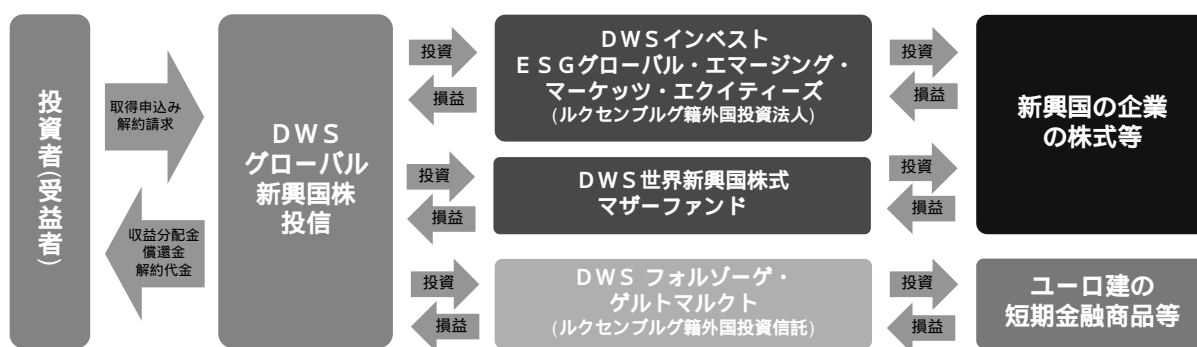 投資者(受益者)
取得申込み
解約請求
収益分配金
償還金
解約代金
DWS
グローバル
新興国株
投信
投資
損益
DWSインベスト
ESGグローバル・エマージング・
マーケッツ・エクイティーズ
(ルクセンブルグ籍外国投資法人)
投資
損益
新興国の企業
の株式等
投資
損益
DWS世界新興国株式
マザーファンド
投資
損益
投資
損益
DWS フォルゾーゲ・
ゲルトマルクト
(ルクセンブルグ籍外国投資信託)
投資
損益
ユーロ建の
短期金融商品等